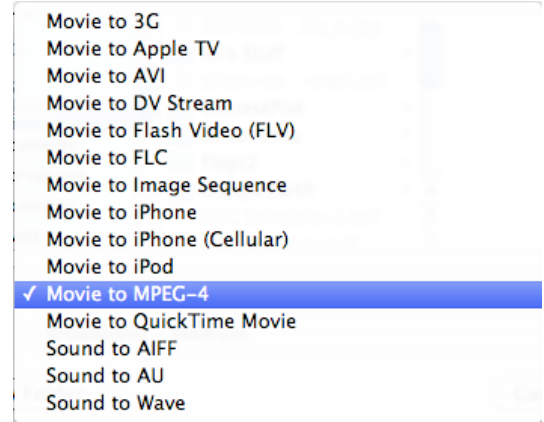 Movie to 3G
Movie to Apple TV
Movie to AVI
Movie to DV Stream
Movie to Flash Video (FLV)
Movie to FLC
Movie to Image Sequence
Movie to iPhone
Movie to iPhone (Cellular)
Movie to iPod
✓ Movie to MPEG-4
Movie to QuickTime Movie
Sound to AIFF
Sound to AU
Sound to Wave